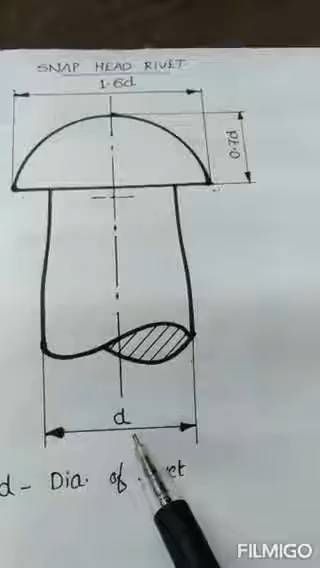 SNAP HEAD RIVET
1.6d
0.7d
d
d - Dia. of
FILMIGO